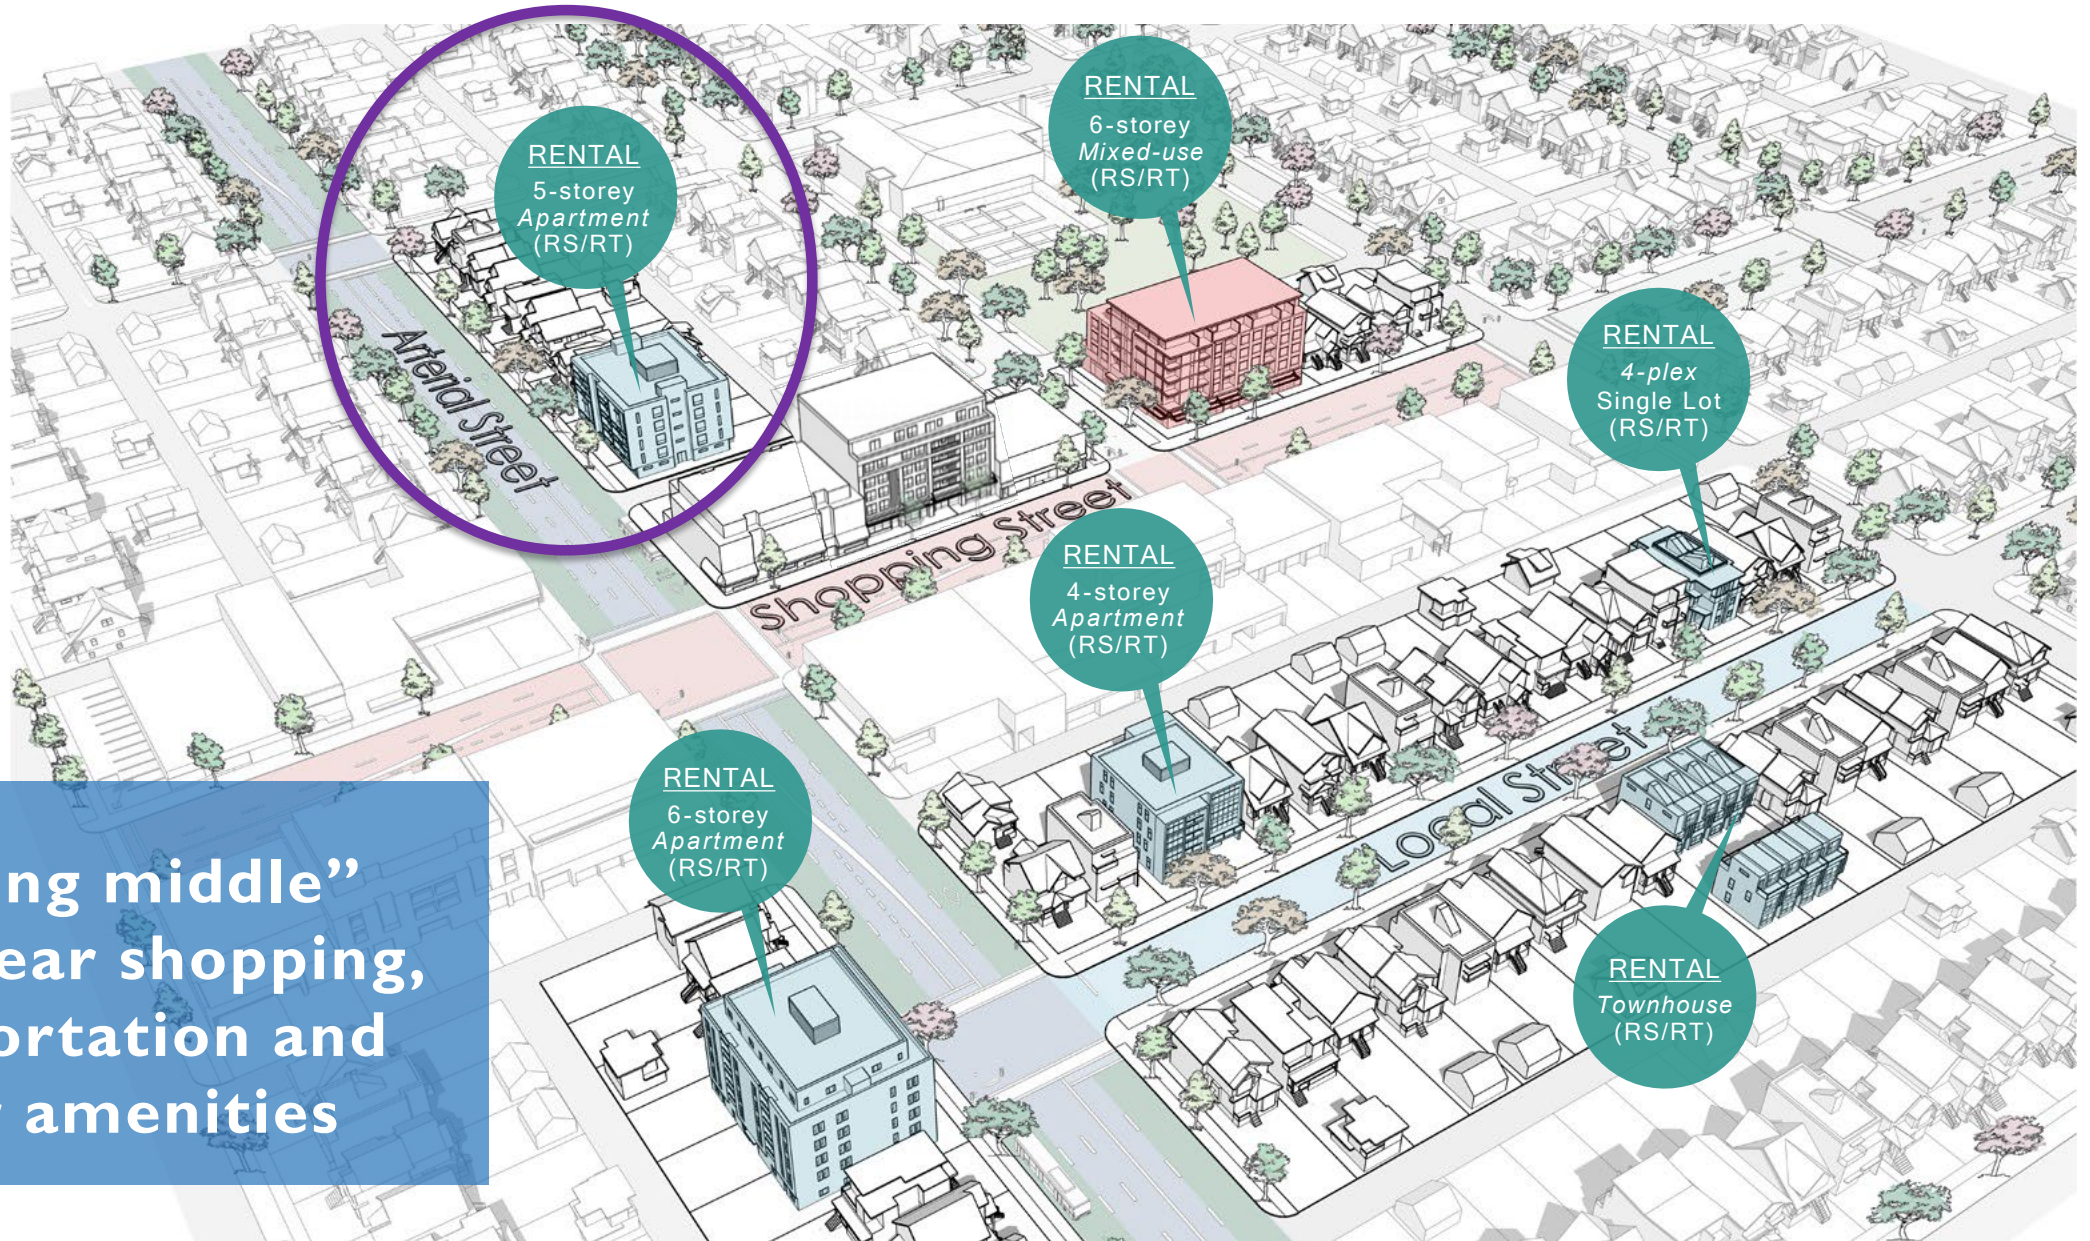 RENTAL
5-storey
Apartment
(RS/RT)
RENTAL
6-storey
Mixed-use
(RS/RT)
RENTAL
4-plex
Single Lot
(RS/RT)
Arterial Street
Shopping Street
RENTAL
4-storey
Apartment
(RS/RT)
RENTAL
6-storey
Apartment
(RS/RT)
Local Street
RENTAL
Townhouse
(RS/RT)
ng middle”
ear shopping,
ortation and
amenities